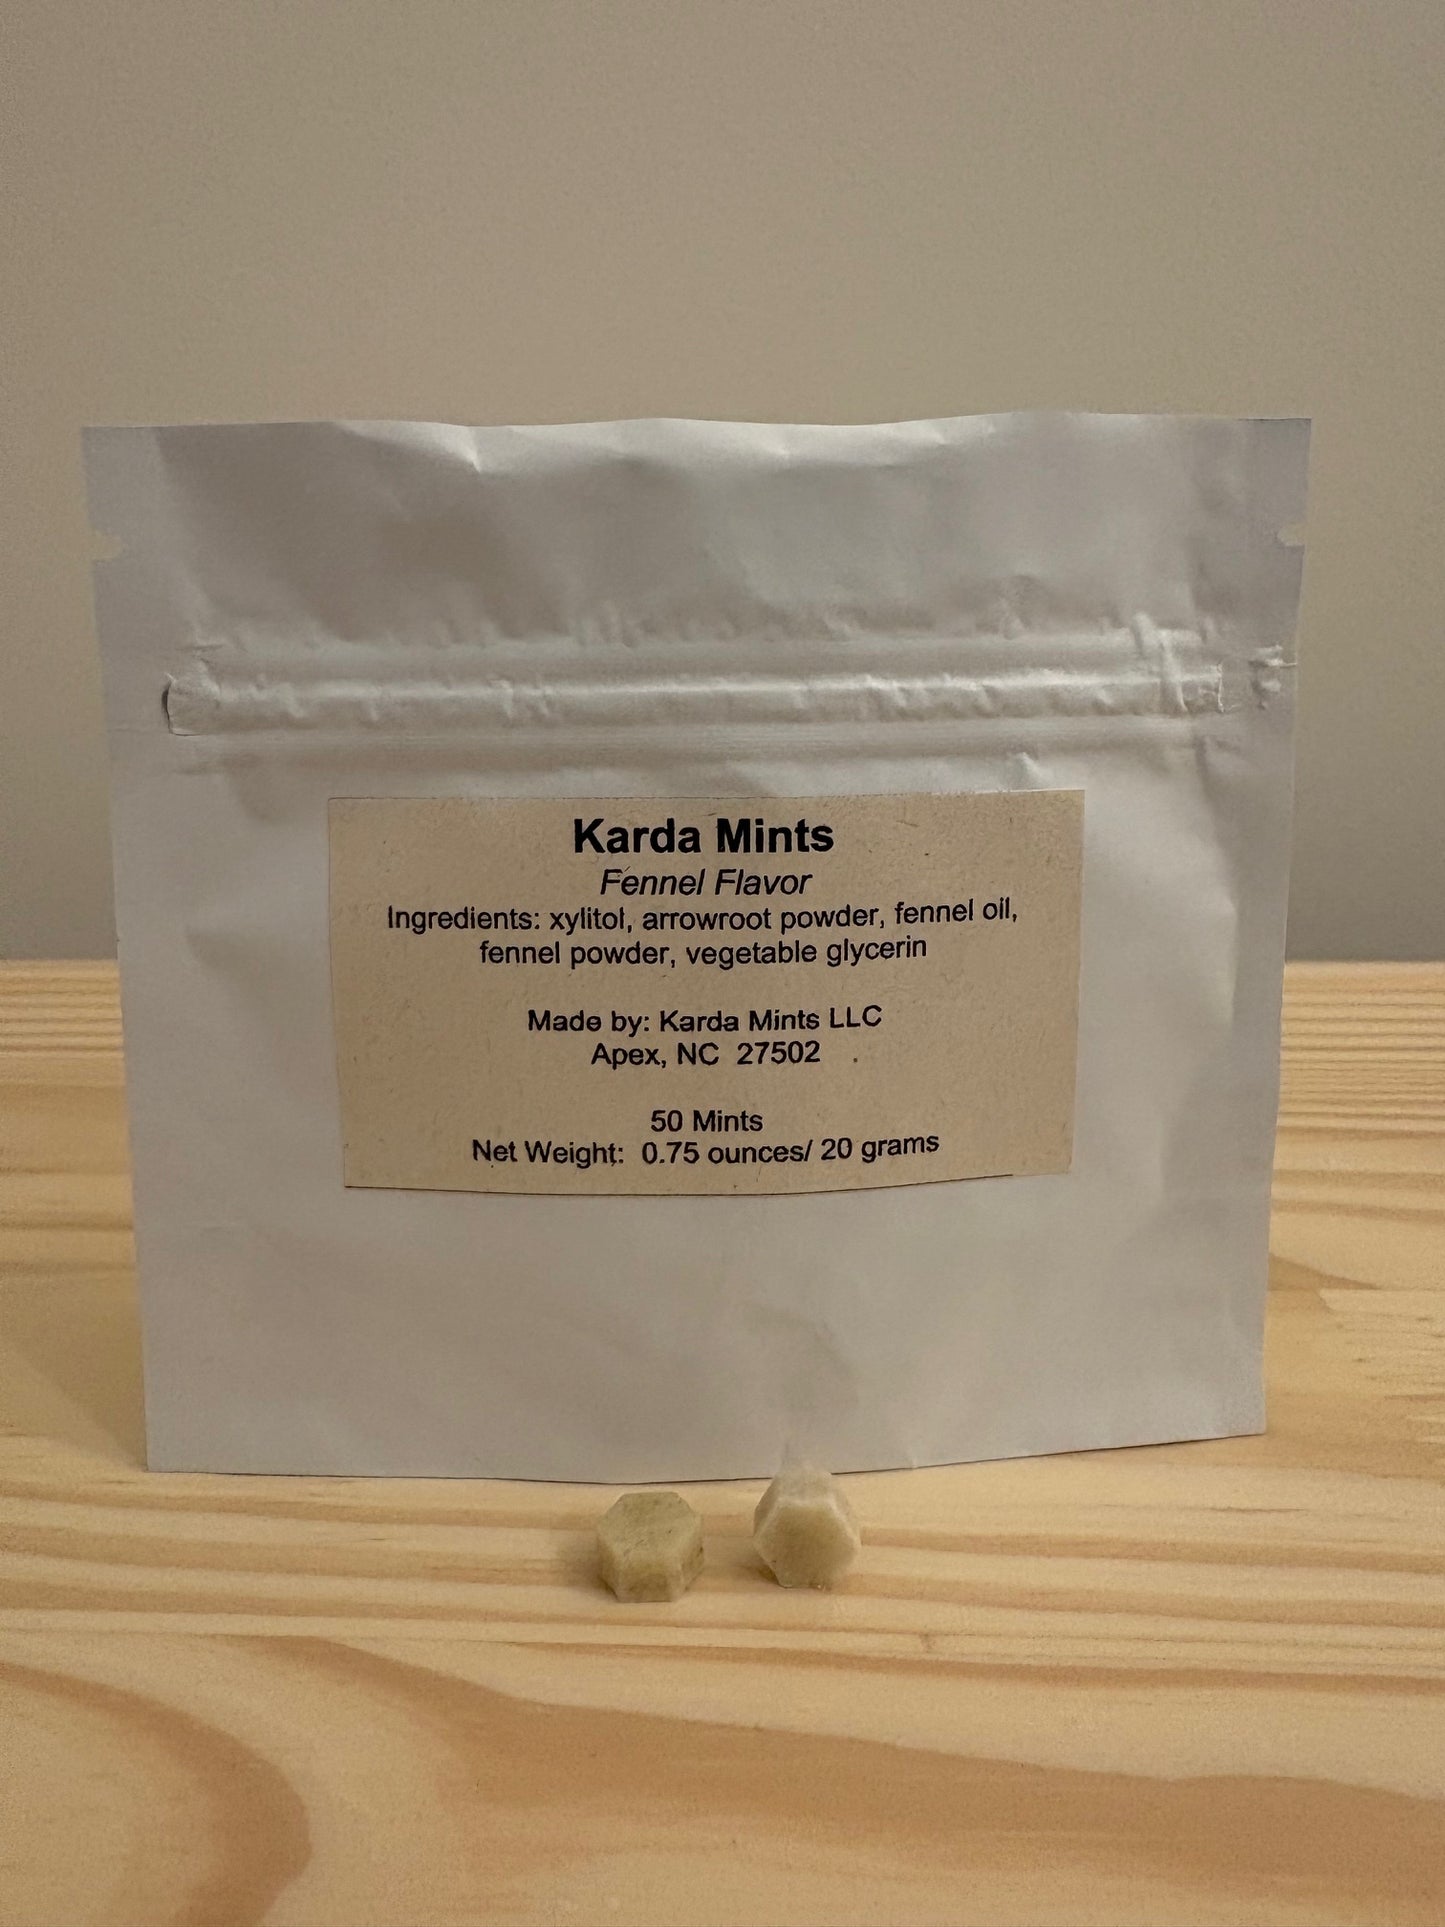 Karda Mints
Fennel Flavor
Ingredients: xylitol, arrowroot powder, fennel oil,
fennel powder, vegetable glycerin
Made by: Karda Mints LLC
Apex, NC 27502
50 Mints
Net Weight: 0.75 ounces/ 20 grams